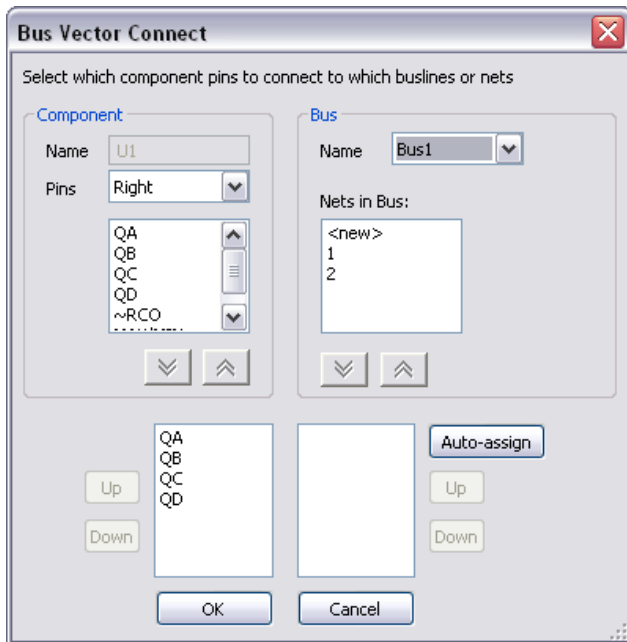 Bus Vector Connect
Select which component pins to connect to which buslines or nets
Component
Name U1
Pins Right
QA
QB
QC
QD
~RCO
Bus
Name Bus1
Nets in Bus:
<new>
1
2
QA
QB
QC
QD
Up
Down
Auto-assign
Up
Down
OK
Cancel